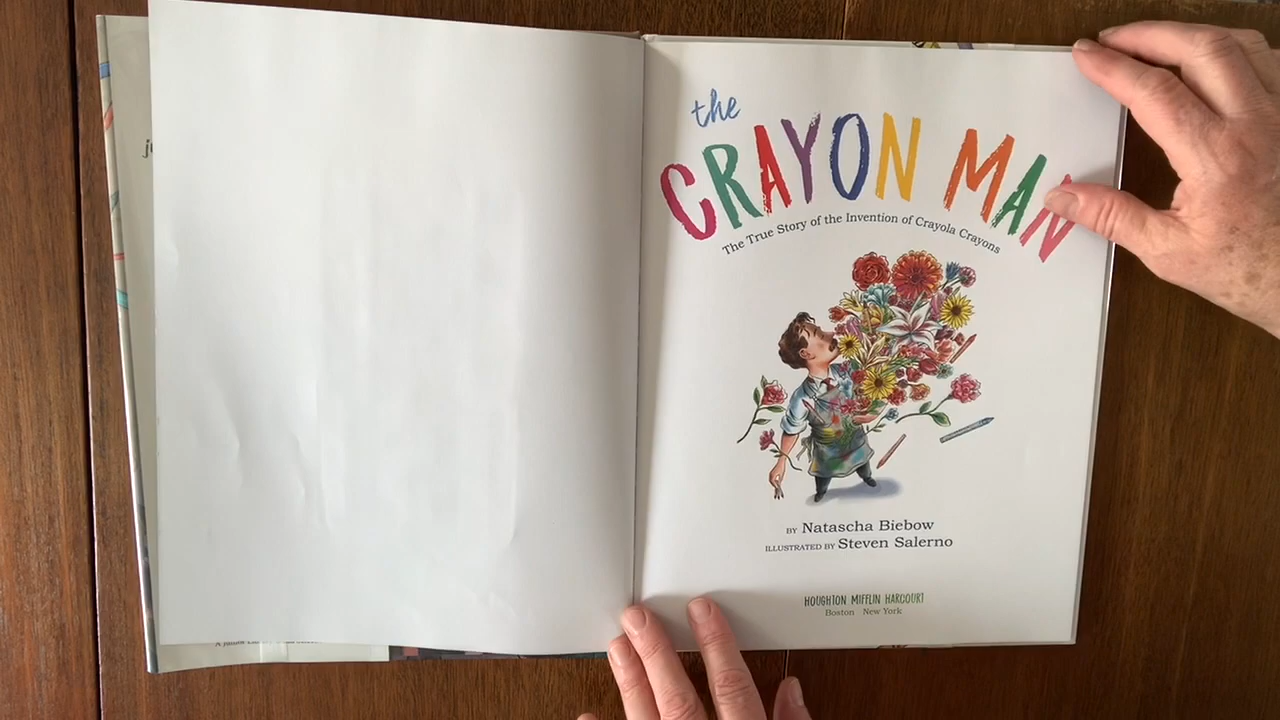 the
CRAYON MAN
The True Story of the Invention of Crayola Crayons
BY Natascha Biebow
ILLUSTRATED BY Steven Salerno
HOUGHTON MIFFLIN HARCOURT
Boston New York